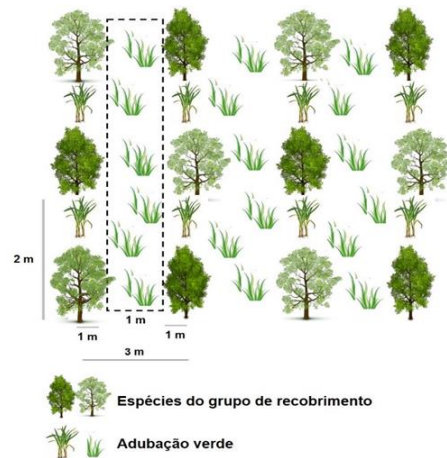 2 m
1 m
1 m
1 m
3 m
Espécies do grupo de recobrimento
Adubação verde